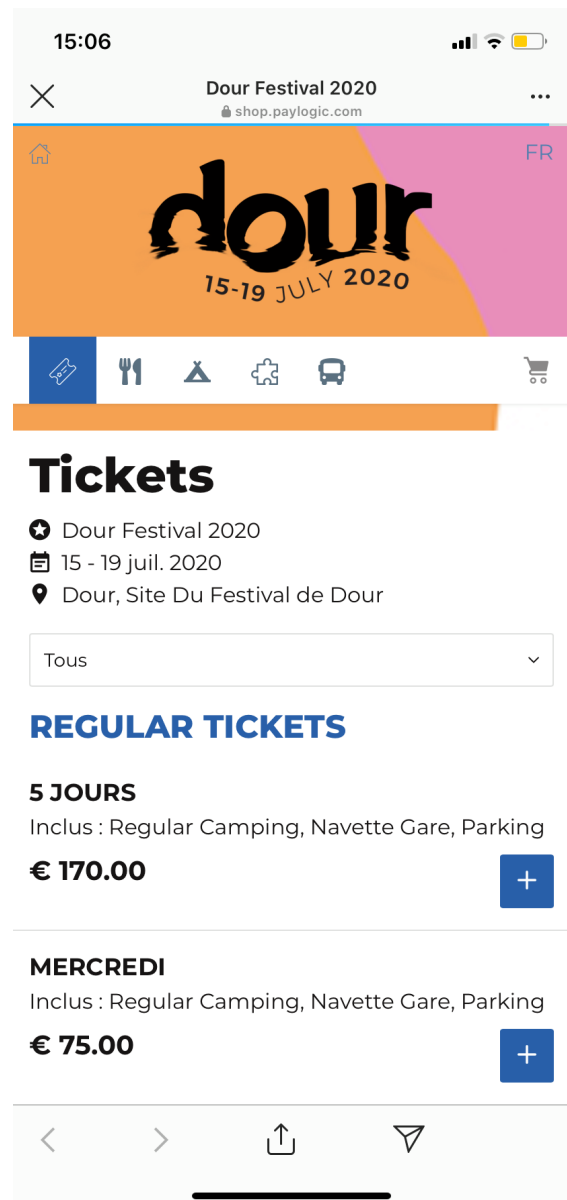 15:06
Dour Festival 2020
shop.paylogic.com
FR
dour
15-19 JULY 2020
Tickets
Dour Festival 2020
15 - 19 juil. 2020
Dour, Site Du Festival de Dour
Tous
REGULAR TICKETS
5 JOURS
Inclus : Regular Camping, Navette Gare, Parking
€ 170.00
+
MERCREDI
Inclus : Regular Camping, Navette Gare, Parking
€ 75.00
+